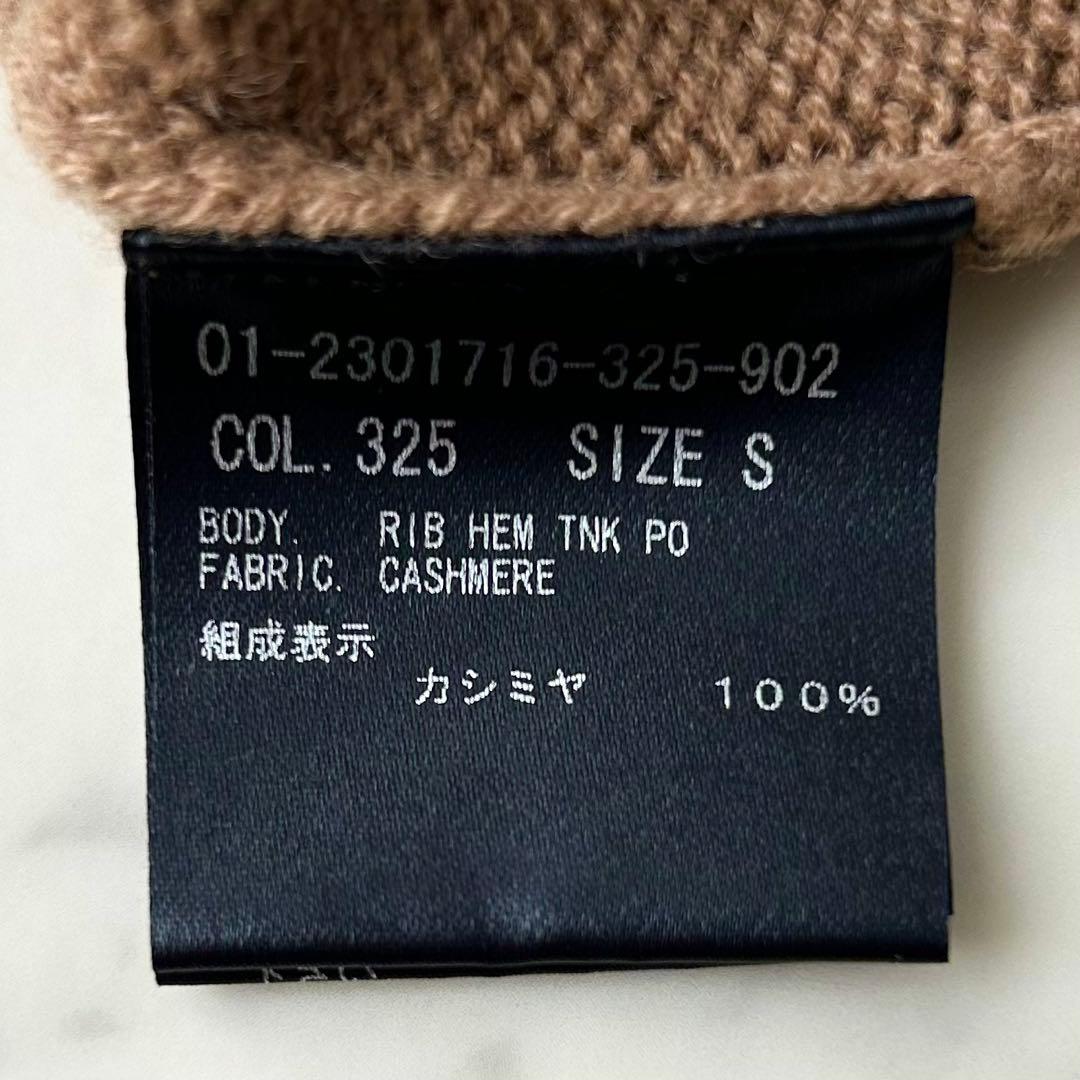 01-2301716-325-902
COL. 325 SIZE S
BODY. RIB HEM TNK PO
FABRIC. CASHMERE
組成表示
カシミヤ 100%